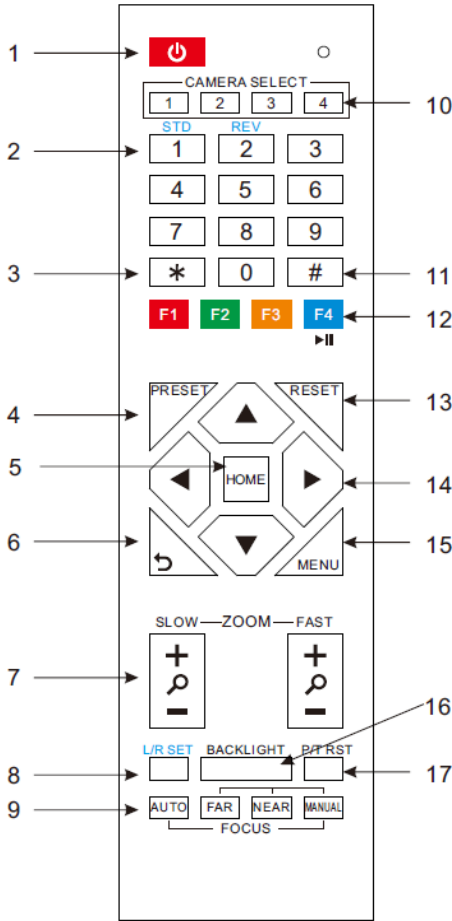 1
CAMERA SELECT
1 2 3 4 10
STD REV
2 1 2 3
4 5 6
7 8 9
3 * 0 # 11
F1 F2 F3 F4 12
PRESET RESET
4 13
5 HOME 14
6 MENU 15
SLOW ZOOM FAST
+ +
7
- -
16
L/R SET BACKLIGHT P/T RST
8 17
9 AUTO FAR NEAR MANUAL
FOCUS